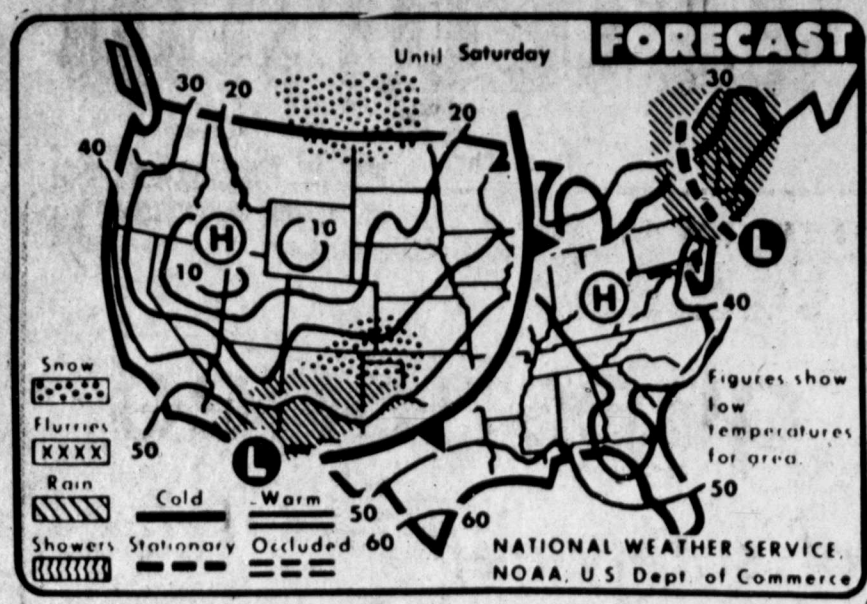 FORECAST
Until Saturday
30
20
30
20
40
H
10
L
10
H
40
Snow
Figures show
low
temperatures
for area.
Flurries
XXXX
50
L
Rain
Cold
Warm
50
50
60
60
Showers
Stationary
Occluded
NATIONAL WEATHER SERVICE,
NOAA, U.S. Dept. of Commerce